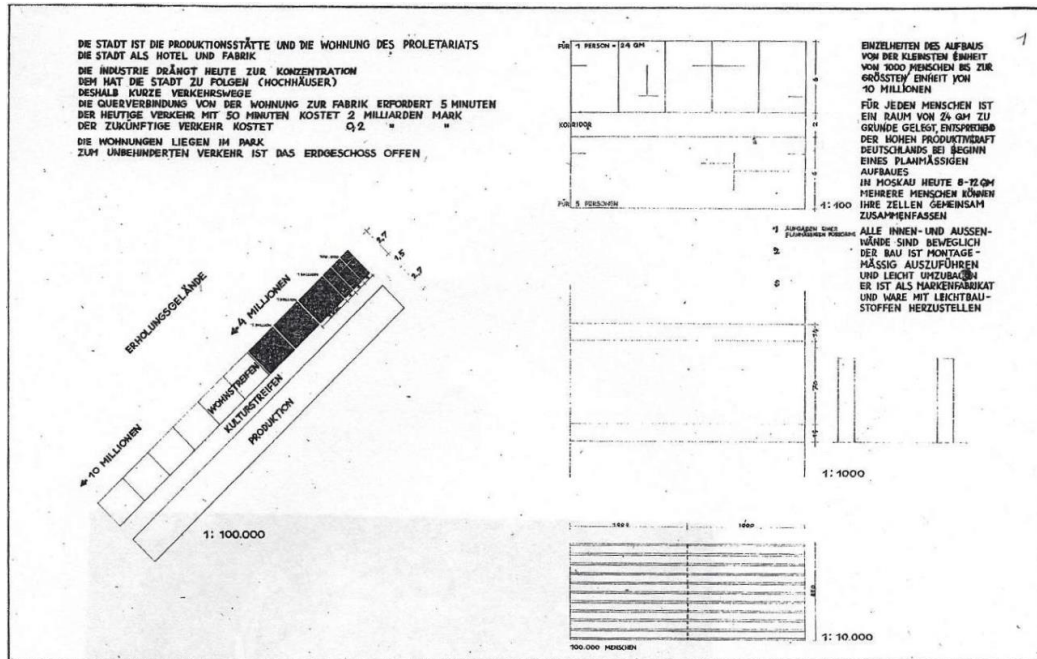 DIE STADT IST DIE PRODUKTIONSSTÄTTE UND DIE WOHNUNG DES PROLETARIATS
DIE STADT ALS HOTEL UND FABRIK
DIE INDUSTRIE DRÄNGT HEUTE ZUR KONZENTRATION
DEM HAT DIE STADT ZU FOLGEN (HOCHHÄUSER)
DESHALB KURZE VERKEHRSWEGE
DIE QUERVERBINDUNG VON DER WOHNUNG ZUR FABRIK ERFORDERT 5 MINUTEN
DER HEUTIGE VERKEHR MIT 50 MINUTEN KOSTET 2 MILLIARDEN MARK
DER ZUKÜNFTIGE VERKEHR KOSTET 0,2 " "
DIE WOHNUNGEN LIEGEN IM PARK
ZUM UNBEHINDERTEN VERKEHR IST DAS ERDGESCHOSS OFFEN
ERHOLUNGSGELÄNDE
4 MILLIONEN
2,7
1,5
2,7
WOHNSTREIFEN
KULTURSTREIFEN
PRODUKTION
10 MILLIONEN
1: 100.000
FÜR 1 PERSON = 24 QM
KORRIDOR
FÜR 5 PERSONEN
1: 100
1
2
1: 1000
100.000 MENSCHEN
1: 10.000
1
EINZELHEITEN DES AUFBAUS
VON DER KLEINSTEN EINHEIT
VON 1000 MENSCHEN BIS ZUR
GRÖSSTEN EINHEIT VON
10 MILLIONEN
FÜR JEDEN MENSCHEN IST
EIN RAUM VON 24 QM ZU
GRUNDE GELEGT, ENTSPRECHEND
DER HOHEN PRODUKTIVKRAFT
DEUTSCHLANDS BEI BEGINN
EINES PLANMÄSSIGEN
AUFBAUES
IN MOSKAU HEUTE 8-12 QM
MEHRERE MENSCHEN KÖNNEN
IHRE ZELLEN GEMEINSAM
ZUSAMMENFASSEN
ALLE INNEN- UND AUSSEN-
WÄNDE SIND BEWEGLICH
DER BAU IST MONTAGE-
MÄSSIG AUSZUFÜHREN
UND LEICHT UMZUBAUEN
ER IST ALS MARKENFABRIKAT
UND WARE MIT LEICHTBAU-
STOFFEN HERZUSTELLEN